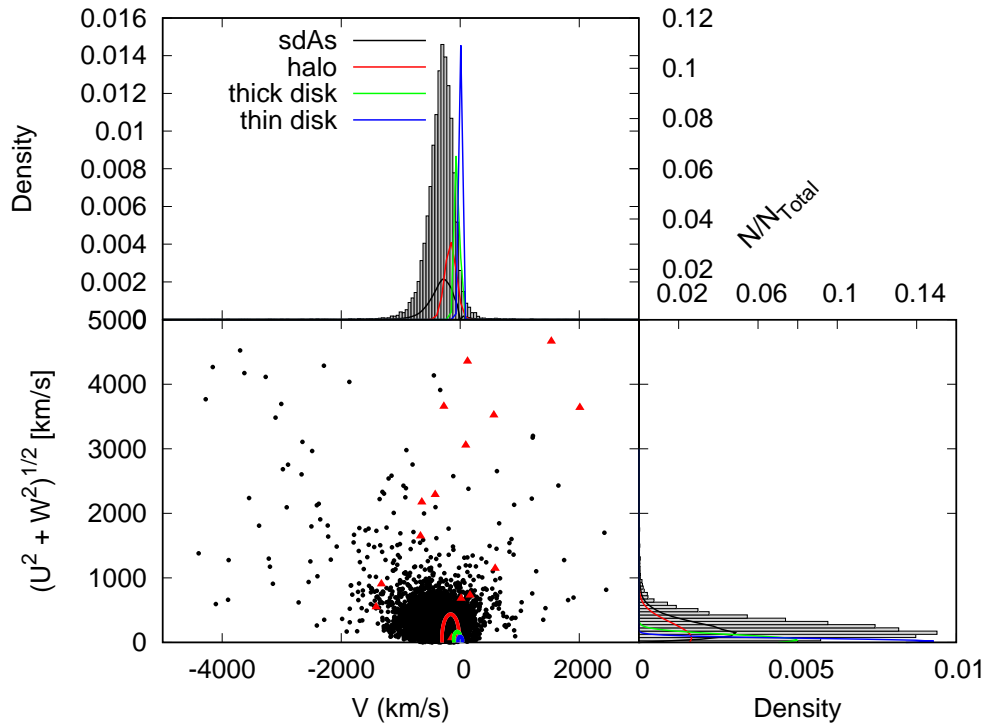 0.016
0.014
0.012
0.01
0.008
0.006
0.004
0.002
0
Density
sdAs
halo
thick disk
thin disk
0.12
0.1
0.08
0.06
0.04
0.02
0
N/N_Total
0.02 0.06 0.1 0.14
5000
4000
3000
2000
1000
0
(U^2 + W^2)^1/2 [km/s]
-4000 -2000 0 2000
V (km/s)
0 0.005 0.01
Density